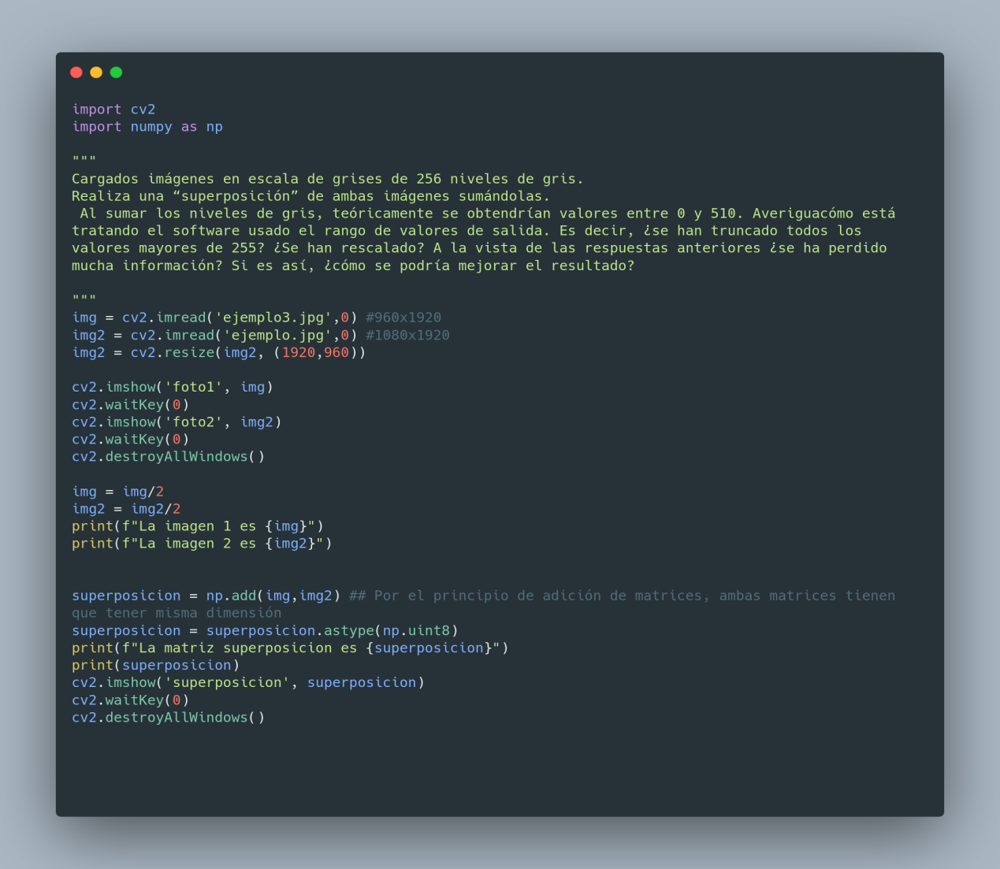 import cv2
import numpy as np
"""
Cargados imágenes en escala de grises de 256 niveles de gris.
Realiza una “superposición” de ambas imágenes sumándolas.
Al sumar los niveles de gris, teóricamente se obtendrían valores entre 0 y 510. Averiguacómo está
tratando el software usado el rango de valores de salida. Es decir, ¿se han truncado todos los
valores mayores de 255? ¿Se han rescalado? A la vista de las respuestas anteriores ¿se ha perdido
mucha información? Si es así, ¿cómo se podría mejorar el resultado?
"""
img = cv2.imread('ejemplo3.jpg',0) #960x1920
img2 = cv2.imread('ejemplo.jpg',0) #1080x1920
img2 = cv2.resize(img2, (1920,960))
cv2.imshow('foto1', img)
cv2.waitKey(0)
cv2.imshow('foto2', img2)
cv2.waitKey(0)
cv2.destroyAllWindows()
img = img/2
img2 = img2/2
print(f"La imagen 1 es {img}")
print(f"La imagen 2 es {img2}")
superposicion = np.add(img,img2) ## Por el principio de adición de matrices, ambas matrices tienen
que tener misma dimensión
superposicion = superposicion.astype(np.uint8)
print(f"La matriz superposicion es {superposicion}")
print(superposicion)
cv2.imshow('superposicion', superposicion)
cv2.waitKey(0)
cv2.destroyAllWindows()